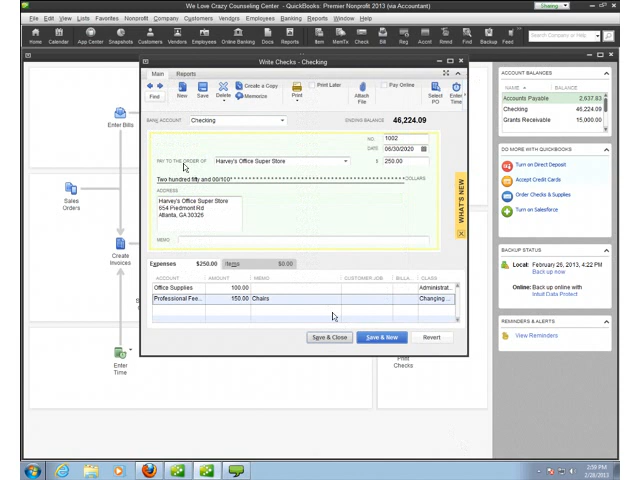 We Love Crazy Counseling Center - QuickBooks: Premier Nonprofit 2013 (via Accountant)
Sharing
File Edit View Lists Favorites Nonprofit Company Customers Vendors Employees Banking Reports Window Help
Home Calendar App Center Snapshots Customers Vendors Employees Online Banking Docs Reports Item MemTx Check Bill Reg Accnt Rmnd Find Backup Feed
Search Company or Help...
Write Checks - Checking
Main Reports
Find New Save Delete
Create a Copy
Memorize
Print
Print Later
Pay Online
Attach File
Select PO
Enter Time
BANK ACCOUNT Checking ENDING BALANCE 46,224.09
NO. 1002
DATE 06/30/2020
PAY TO THE ORDER OF Harvey's Office Super Store $ 250.00
Two hundred fifty and 00/100* * * * * * * * * * * * * * * * * * * * * * * * * * * * * * * * * * * * DOLLARS
ADDRESS
Harvey's Office Super Store
654 Piedmont Rd
Atlanta, GA 30326
MEMO
WHAT'S NEW
Expenses $250.00 Items $0.00
ACCOUNT AMOUNT MEMO CUSTOMER:JOB BILLA... CLASS
Office Supplies 100.00 Administrat...
Professional Fee... 150.00 Chairs Changing ...
Save & Close Save & New Revert
Enter Bills
Sales Orders
Create Invoices
Enter Time
Print Checks
ACCOUNT BALANCES
NAME BALANCE
Accounts Payable 2,637.83
Checking 46,224.09
Grants Receivable 15,000.00
DO MORE WITH QUICKBOOKS
Turn on Direct Deposit
Accept Credit Cards
Order Checks & Supplies
Turn on Salesforce
BACKUP STATUS
Local: February 26, 2013, 4:22 PM
Back up now
Online: Back up online with
Intuit Data Protect
REMINDERS & ALERTS
View Reminders
2:59 PM
2/28/2013